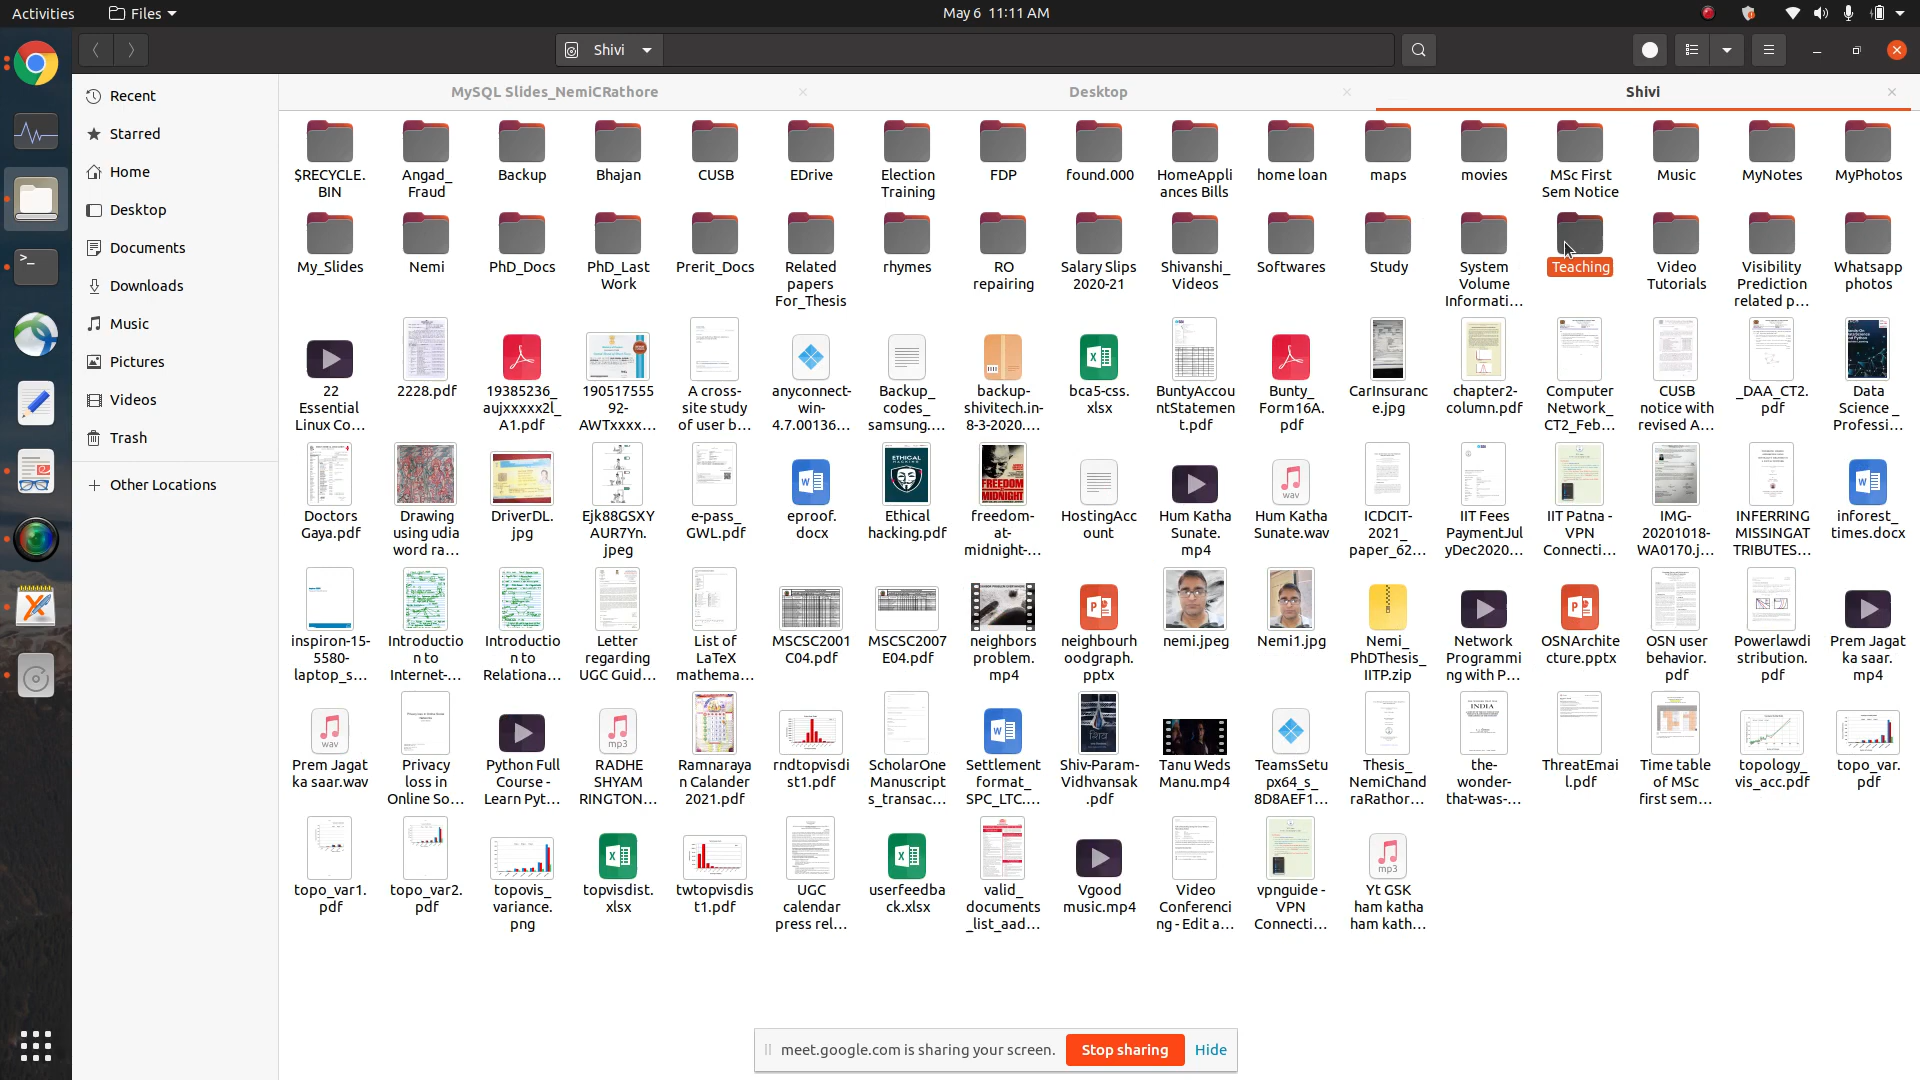 Activities Files May 6 11:11 AM
Shivi
Recent
Starred
Home
Desktop
Documents
Downloads
Music
Pictures
Videos
Trash
Other Locations
MySQL Slides_NemiCRathore Desktop Shivi
$RECYCLE. Angad_ Backup Bhajan CUSB EDrive Election FDP found.000 HomeAppli home loan maps movies MSc First Music MyNotes MyPhotos
BIN Fraud Training ances Bills Sem Notice
My_Slides Nemi PhD_Docs PhD_Last Prerit_Docs Related rhymes RO Salary Slips Shivanshi_ Softwares Study System Teaching Video Visibility Whatsapp
Work papers repairing 2020-21 Videos Volume Tutorials Prediction photos
For_Thesis Informati... related p...
22 2228.pdf 19385236_ 190517555 A cross- anyconnect- Backup_ backup- bca5-css. BuntyAccou Bunty_ CarInsuranc chapter2- Computer CUSB _DAA_CT2. Data
Essential aujxxxxx2l_ 92- site study win- codes_ shivitech.in- xlsx ntStatemen Form16A. e.jpg column.pdf Network_ notice with pdf Science_
Linux Co... A1.pdf AWTxxxx... of user b... 4.7.00136... samsung.... 8-3-2020.... t.pdf pdf CT2_Feb... revised A... Professi...
Doctors Drawing DriverDL. Ejk88GSXY e-pass_ eproof. Ethical freedom- HostingAcc Hum Katha Hum Katha ICDCIT- IIT Fees IIT Patna - IMG- INFERRING inforest_
Gaya.pdf using udia jpg AUR7Yn. GWL.pdf docx hacking.pdf at- ount Sunate. Sunate.wav 2021_ PaymentJul VPN 20201018- MISSINGAT times.docx
word ra... jpeg midnight-... mp4 paper_62... yDec2020... Connecti... WA0170.j... TRIBUTES...
ETHICAL
HACKING
FREEDOM
MIDNIGHT
inspiron-15- Introductio Introductio Letter List of MSCSC2001 MSCSC2007 neighbors neighbourh nemi.jpeg Nemi1.jpg Nemi_ Network OSNArchite OSN user Powerlawdi Prem Jagat
5580- n to n to regarding LaTeX C04.pdf E04.pdf problem. oodgraph. PhDThesis_ Programmi cture.pptx behavior. stribution. ka saar.
laptop_s... Internet-... Relationa... UGC Guid... mathema... mp4 pptx IITP.zip ng with P... pdf pdf mp4
Prem Jagat Privacy Python Full RADHE Ramnaraya rndtopvisdi ScholarOne Settlement Shiv-Param- Tanu Weds TeamsSetu Thesis_ the- ThreatEmai Time table topology_ topo_var.
ka saar.wav loss in Course - SHYAM n Calander st1.pdf Manuscript format_ Vidhvansak Manu.mp4 px64_s_ NemiChand wonder- l.pdf of MSc vis_acc.pdf pdf
Online So... Learn Pyt... RINGTON... 2021.pdf s_transac... SPC_LTC.... .pdf 8D8AEF1... raRathor... that-was-... first sem...
topo_var1. topo_var2. topovis_ topvisdist. twtopvisdis UGC userfeedba valid_ Vgood Video vpnguide - Yt GSK
pdf pdf variance. xlsx t1.pdf calendar ck.xlsx documents music.mp4 Conferenci VPN ham katha
png press rel... _list_aad... ng - Edit a... Connecti... ham kath...
meet.google.com is sharing your screen. Stop sharing Hide